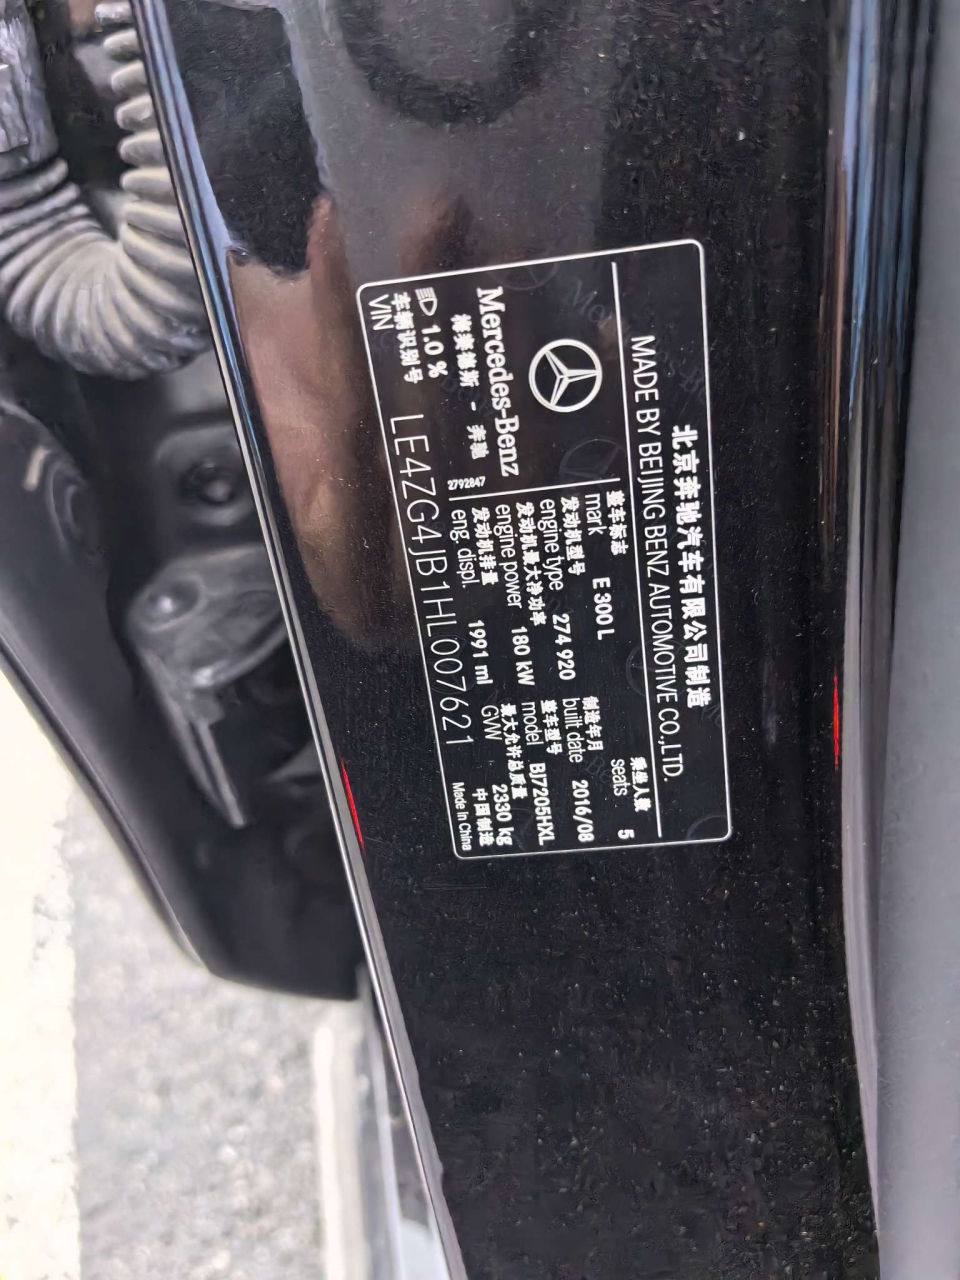 北京奔驰汽车有限公司制造
MADE BY BEIJING BENZ AUTOMOTIVE CO.,LTD.
Mercedes-Benz
梅赛德斯 - 奔驰
1.0 %
2792847
整车标志
mark E 300 L
乘坐人数
seats 5
发动机型号
engine type 274 920
制造年月
built date 2016/08
发动机最大净功率
engine power 180 kW
整车型号
model BJ7205HXL
发动机排量
eng. displ. 1991 ml
最大允许总质量
GVW 2330 kg
车辆识别号
VIN LE4ZG4JB1HL007621
中国制造
Made in China